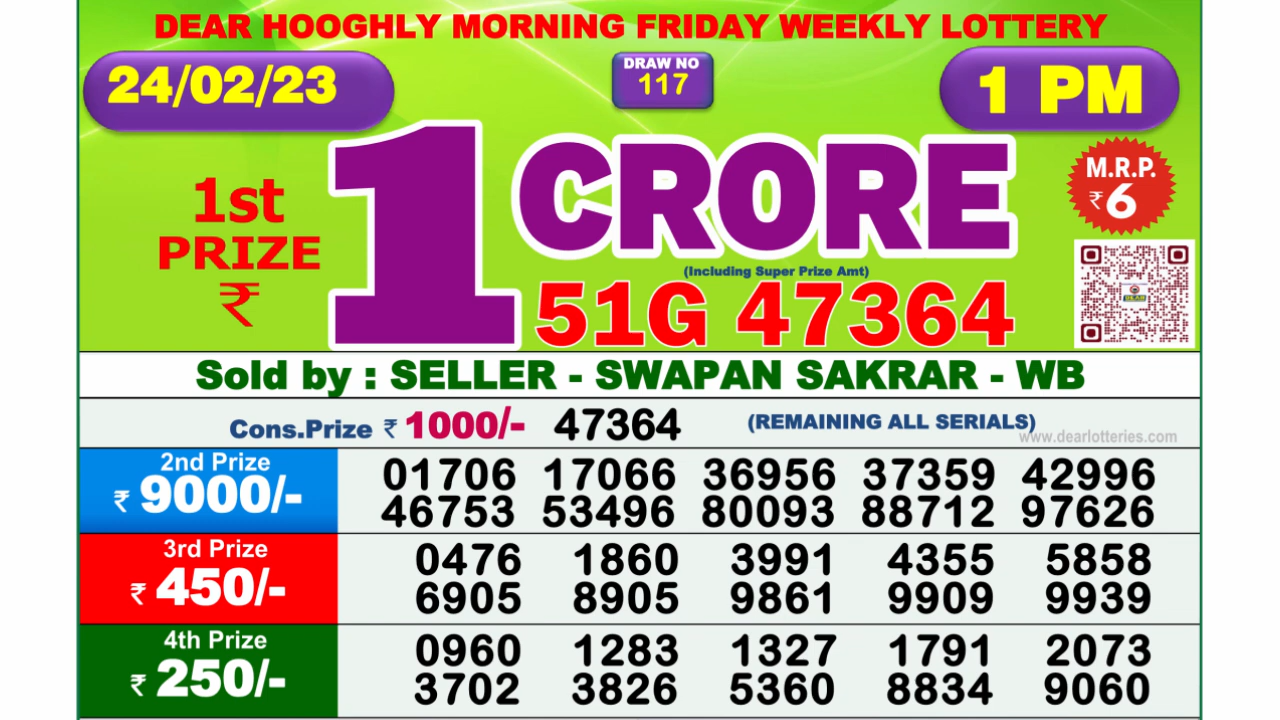 DEAR HOOGHLY MORNING FRIDAY WEEKLY LOTTERY
24/02/23
DRAW NO
117
1 PM
1st
PRIZE
₹
1 CRORE
(Including Super Prize Amt)
51G 47364
M.R.P.
₹ 6
DEAR
Sold by : SELLER - SWAPAN SAKRAR - WB
Cons.Prize ₹ 1000/- 47364 (REMAINING ALL SERIALS)
www.dearlotteries.com
2nd Prize
₹ 9000/-
01706 17066 36956 37359 42996
46753 53496 80093 88712 97626
3rd Prize
₹ 450/-
0476 1860 3991 4355 5858
6905 8905 9861 9909 9939
4th Prize
₹ 250/-
0960 1283 1327 1791 2073
3702 3826 5360 8834 9060